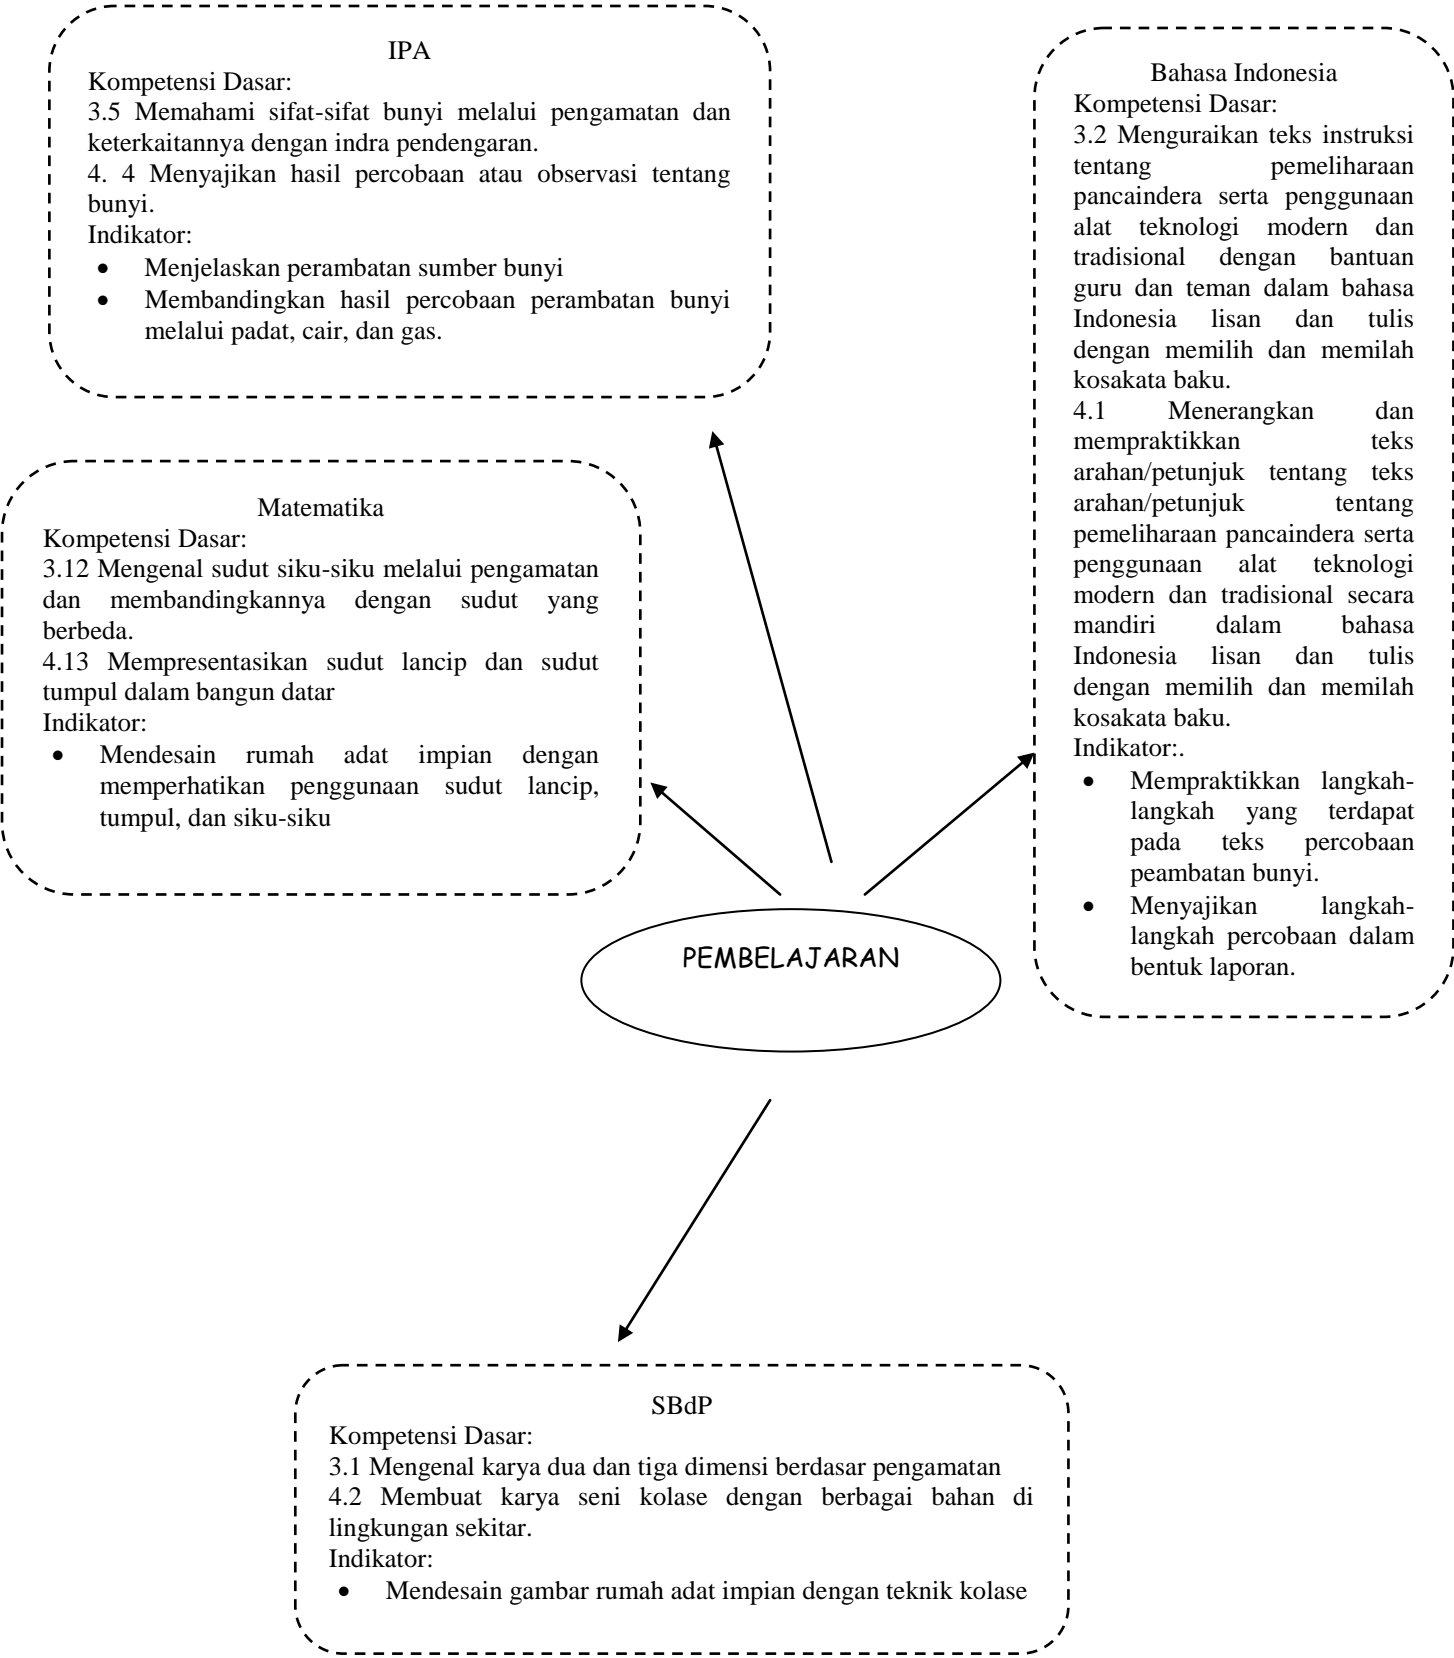 IPA
Kompetensi Dasar:
3.5 Memahami sifat-sifat bunyi melalui pengamatan dan
keterkaitannya dengan indra pendengaran.
4. 4 Menyajikan hasil percobaan atau observasi tentang
bunyi.
Indikator:
• Menjelaskan perambatan sumber bunyi
• Membandingkan hasil percobaan perambatan bunyi
melalui padat, cair, dan gas.
Bahasa Indonesia
Kompetensi Dasar:
3.2 Menguraikan teks instruksi
tentang pemeliharaan
pancaindera serta penggunaan
alat teknologi modern dan
tradisional dengan bantuan
guru dan teman dalam bahasa
Indonesia lisan dan tulis
dengan memilih dan memilah
kosakata baku.
4.1 Menerangkan dan
mempraktikkan teks
arahan/petunjuk tentang teks
arahan/petunjuk tentang
pemeliharaan pancaindera serta
penggunaan alat teknologi
modern dan tradisional secara
mandiri dalam bahasa
Indonesia lisan dan tulis
dengan memilih dan memilah
kosakata baku.
Indikator:.
• Mempraktikkan langkah-
langkah yang terdapat
pada teks percobaan
peambatan bunyi.
• Menyajikan langkah-
langkah percobaan dalam
bentuk laporan.
Matematika
Kompetensi Dasar:
3.12 Mengenal sudut siku-siku melalui pengamatan
dan membandingkannya dengan sudut yang
berbeda.
4.13 Mempresentasikan sudut lancip dan sudut
tumpul dalam bangun datar
Indikator:
• Mendesain rumah adat impian dengan
memperhatikan penggunaan sudut lancip,
tumpul, dan siku-siku
PEMBELAJARAN
SBdP
Kompetensi Dasar:
3.1 Mengenal karya dua dan tiga dimensi berdasar pengamatan
4.2 Membuat karya seni kolase dengan berbagai bahan di
lingkungan sekitar.
Indikator:
• Mendesain gambar rumah adat impian dengan teknik kolase